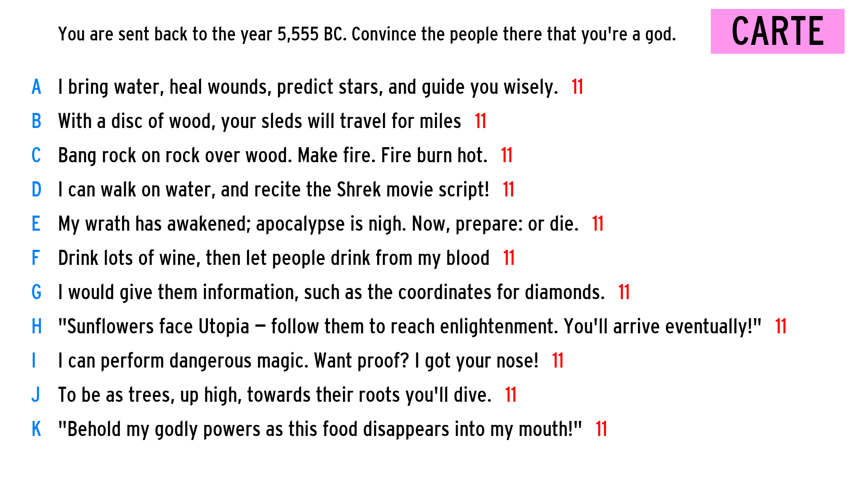 You are sent back to the year 5,555 BC. Convince the people there that you're a god.
CARTE
A I bring water, heal wounds, predict stars, and guide you wisely. 11
B With a disc of wood, your sleds will travel for miles 11
C Bang rock on rock over wood. Make fire. Fire burn hot. 11
D I can walk on water, and recite the Shrek movie script! 11
E My wrath has awakened; apocalypse is nigh. Now, prepare: or die. 11
F Drink lots of wine, then let people drink from my blood 11
G I would give them information, such as the coordinates for diamonds. 11
H "Sunflowers face Utopia – follow them to reach enlightenment. You'll arrive eventually!" 11
I I can perform dangerous magic. Want proof? I got your nose! 11
J To be as trees, up high, towards their roots you'll dive. 11
K "Behold my godly powers as this food disappears into my mouth!" 11